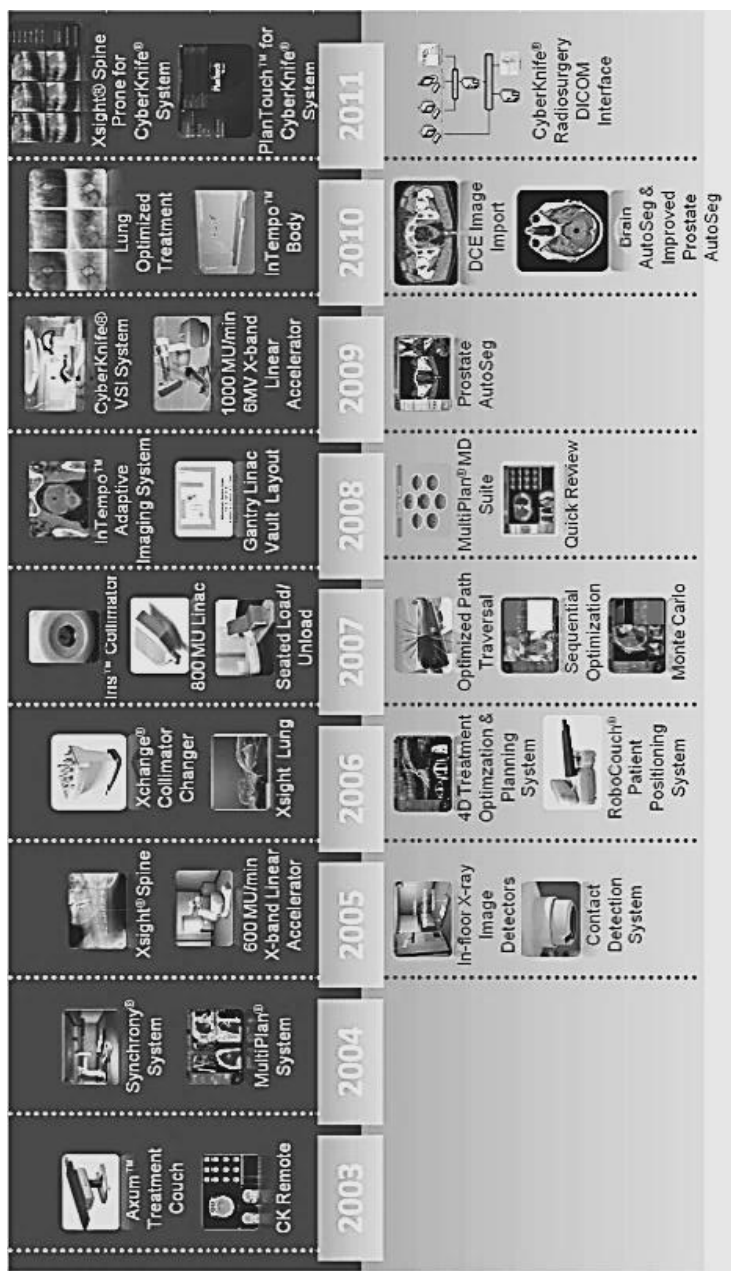 Axum™
Treatment
Couch
CK Remote
2003
Synchrony®
System
MultiPlan®
System
2004
Xsight® Spine
600 MU/min
X-band Linear
Accelerator
2005
In-floor X-ray
Image
Detectors
Contact
Detection
System
Xchange®
Collimator
Changer
Xsight Lung
2006
4D Treatment
Optimzation &
Planning
System
RoboCouch®
Patient
Positioning
System
Iris™ Collimator
800 MU Linac
Seated Load/
Unload
2007
Optimized Path
Traversal
Sequential
Optimization
Monte Carlo
InTempo™
Adaptive
Imaging System
Gantry Linac
Vault Layout
2008
MultiPlan® MD
Suite
Quick Review
CyberKnife®
VSI System
1000 MU/min
6MV X-band
Linear
Accelerator
2009
Prostate
AutoSeg
Lung
Optimized
Treatment
InTempo™
Body
2010
DCE Image
Import
Brain
AutoSeg &
Improved
Prostate
AutoSeg
Xsight® Spine
Prone for
CyberKnife®
System
PlanTouch™ for
CyberKnife®
System
2011
CyberKnife®
Radiosurgery
DICOM
Interface